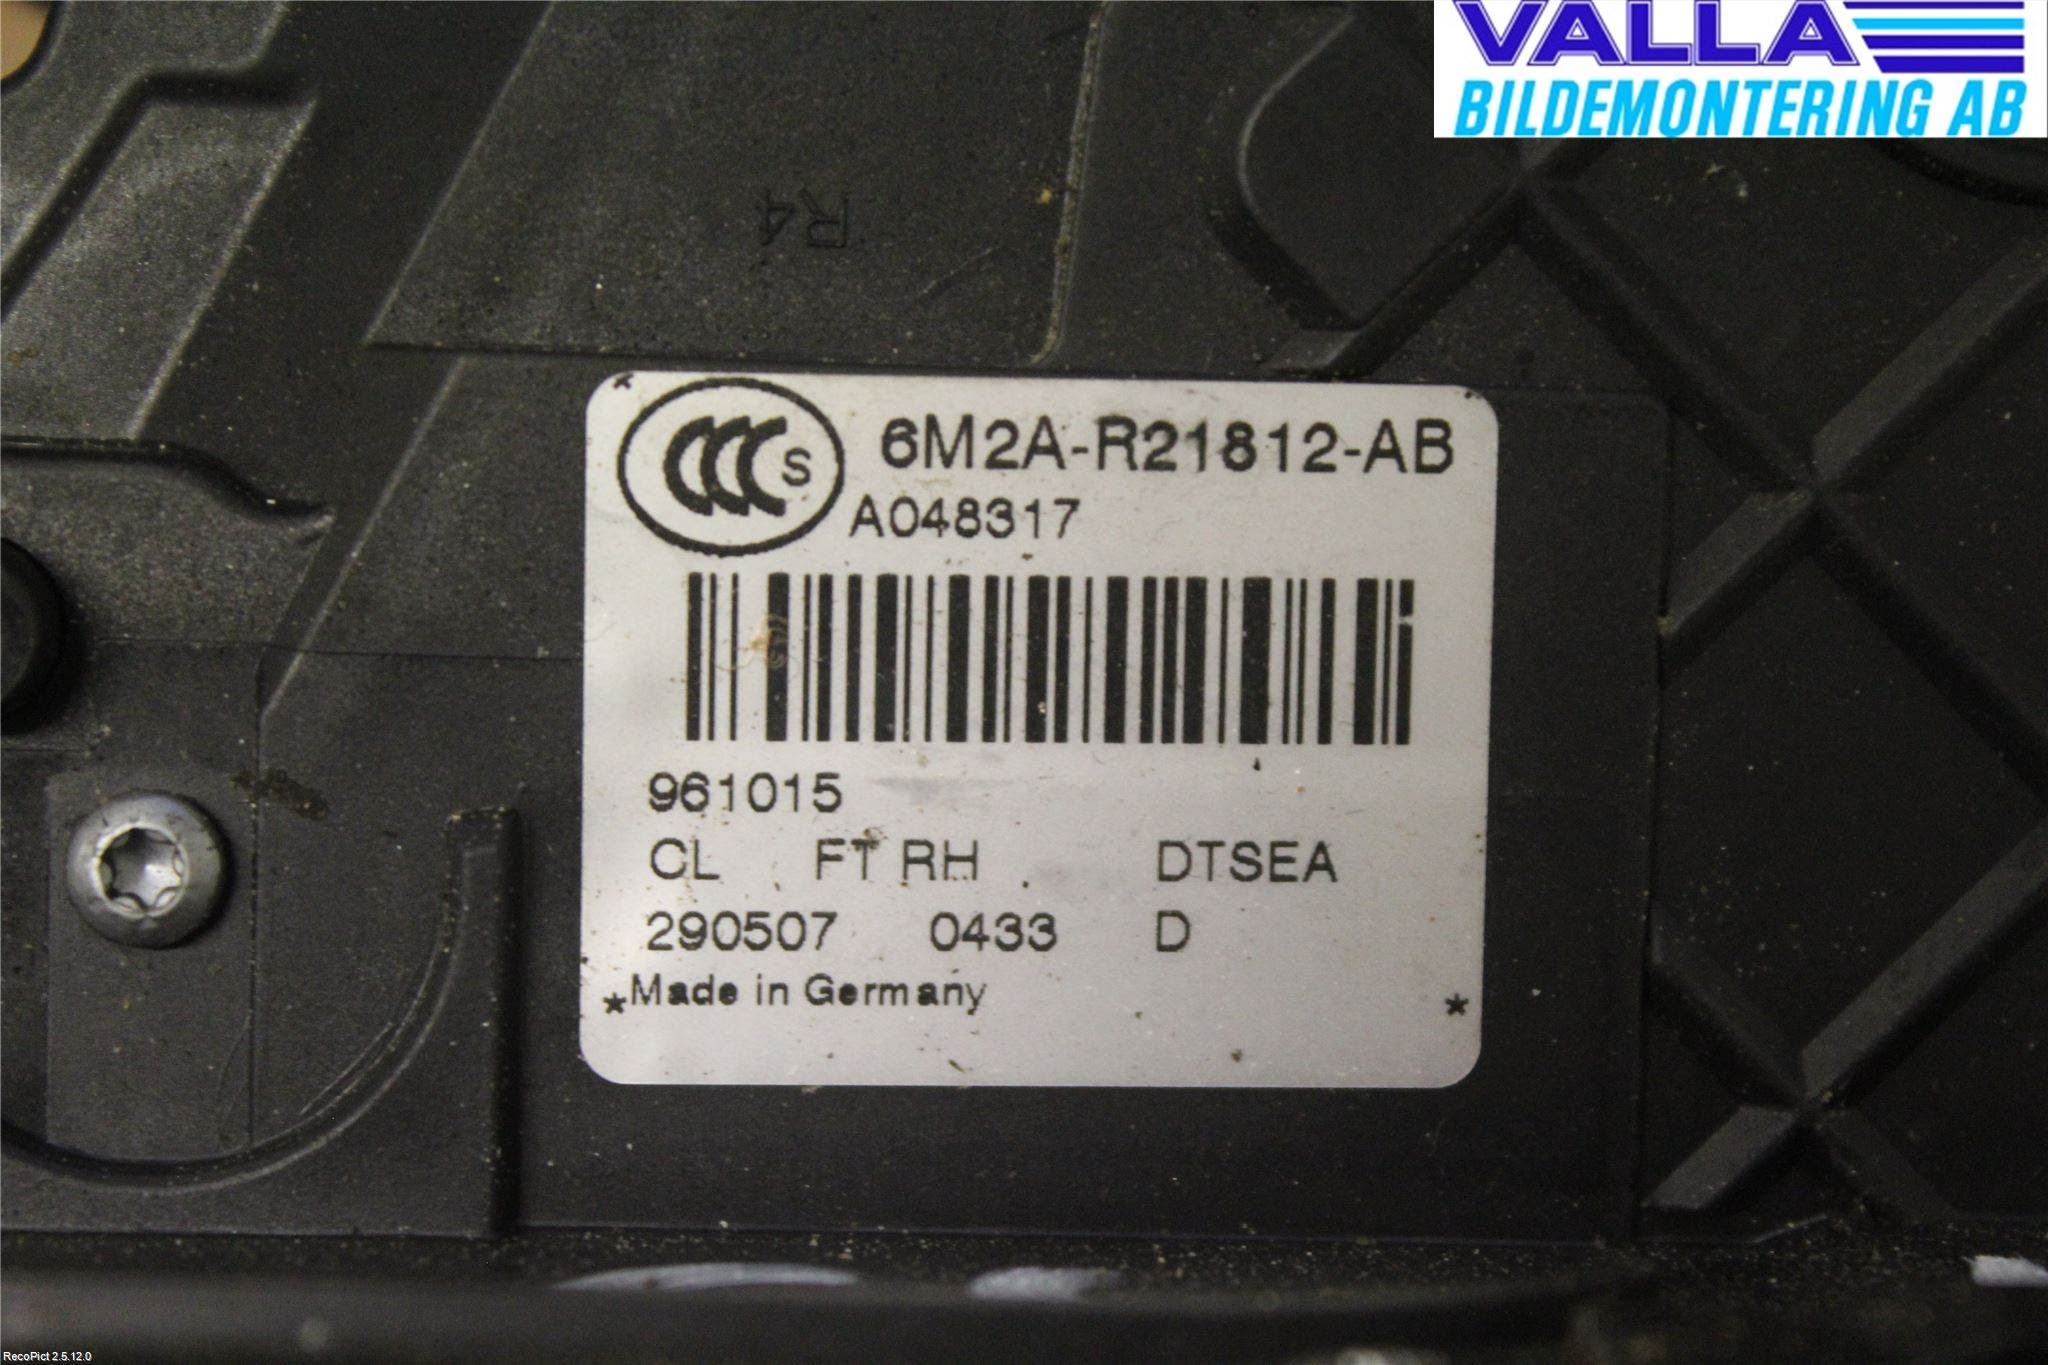 VALLA
BILDEMONTERING AB
R4
CCC S
6M2A-R21812-AB
A048317
961015
CL FT RH DTSEA
290507 0433 D
*Made in Germany *
RecoPict 2.5.12.0